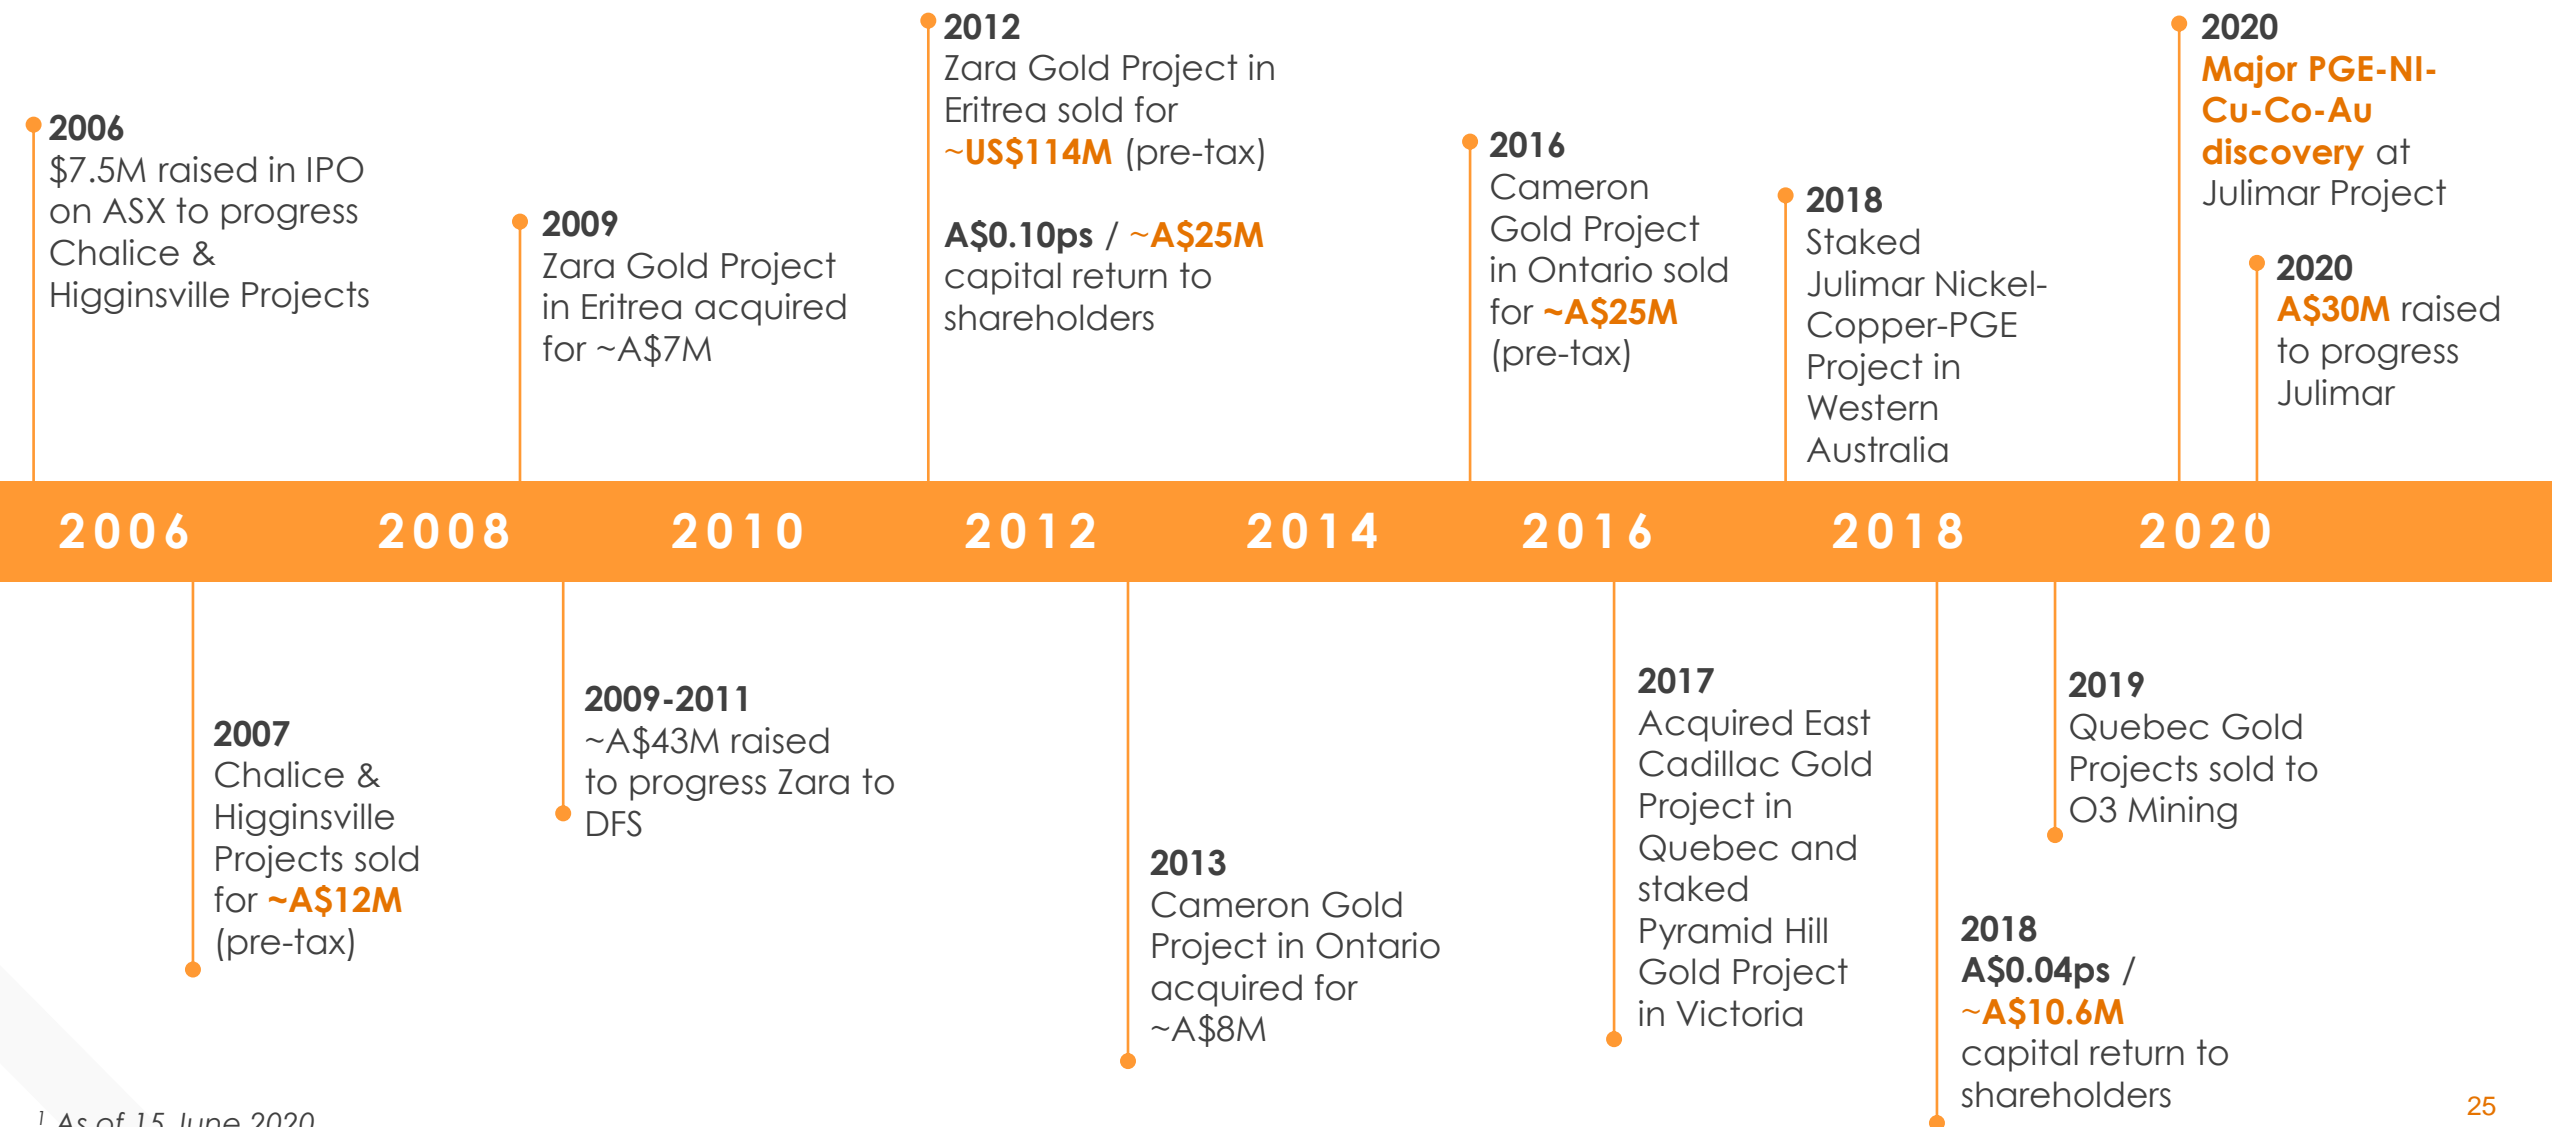 2006
$7.5M raised in IPO
on ASX to progress
Chalice &
Higginsville Projects
2009
Zara Gold Project
in Eritrea acquired
for ~A$7M
2012
Zara Gold Project in
Eritrea sold for
~US$114M (pre-tax)
A$0.10ps / ~A$25M
capital return to
shareholders
2016
Cameron
Gold Project
in Ontario sold
for ~A$25M
(pre-tax)
2018
Staked
Julimar Nickel-
Copper-PGE
Project in
Western
Australia
2020
Major PGE-NI-
Cu-Co-Au
discovery at
Julimar Project
2020
A$30M raised
to progress
Julimar
2006 2008 2010 2012 2014 2016 2018 2020
2007
Chalice &
Higginsville
Projects sold
for ~A$12M
(pre-tax)
2009-2011
~A$43M raised
to progress Zara to
DFS
2013
Cameron Gold
Project in Ontario
acquired for
~A$8M
2017
Acquired East
Cadillac Gold
Project in
Quebec and
staked
Pyramid Hill
Gold Project
in Victoria
2018
A$0.04ps /
~A$10.6M
capital return to
shareholders
2019
Quebec Gold
Projects sold to
O3 Mining
1 As of 15 June 2020
25